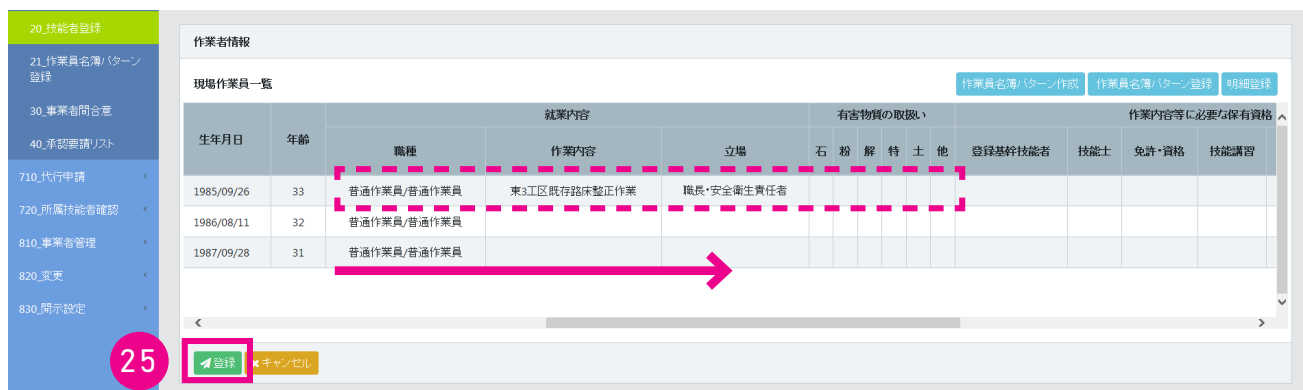 20_技能者登録
21_作業員名簿パターン
登録
30_事業者間合意
40_承認要請リスト
710_代行申請
720_所属技能者確認
810_事業者管理
820_変更
830_開示設定
作業者情報
現場作業員一覧
作業員名簿パターン作成 作業員名簿パターン登録 明細登録
就業内容 有害物質の取扱い 作業内容等に必要な保有資格
生年月日 年齢 職種 作業内容 立場 石 粉 解 特 土 他 登録基幹技能者 技能士 免許・資格 技能講習
1985/09/26 33 普通作業員/普通作業員 東3工区既存路床整正作業 職長・安全衛生責任者
1986/08/11 32 普通作業員/普通作業員
1987/09/28 31 普通作業員/普通作業員
25 登録 キャンセル